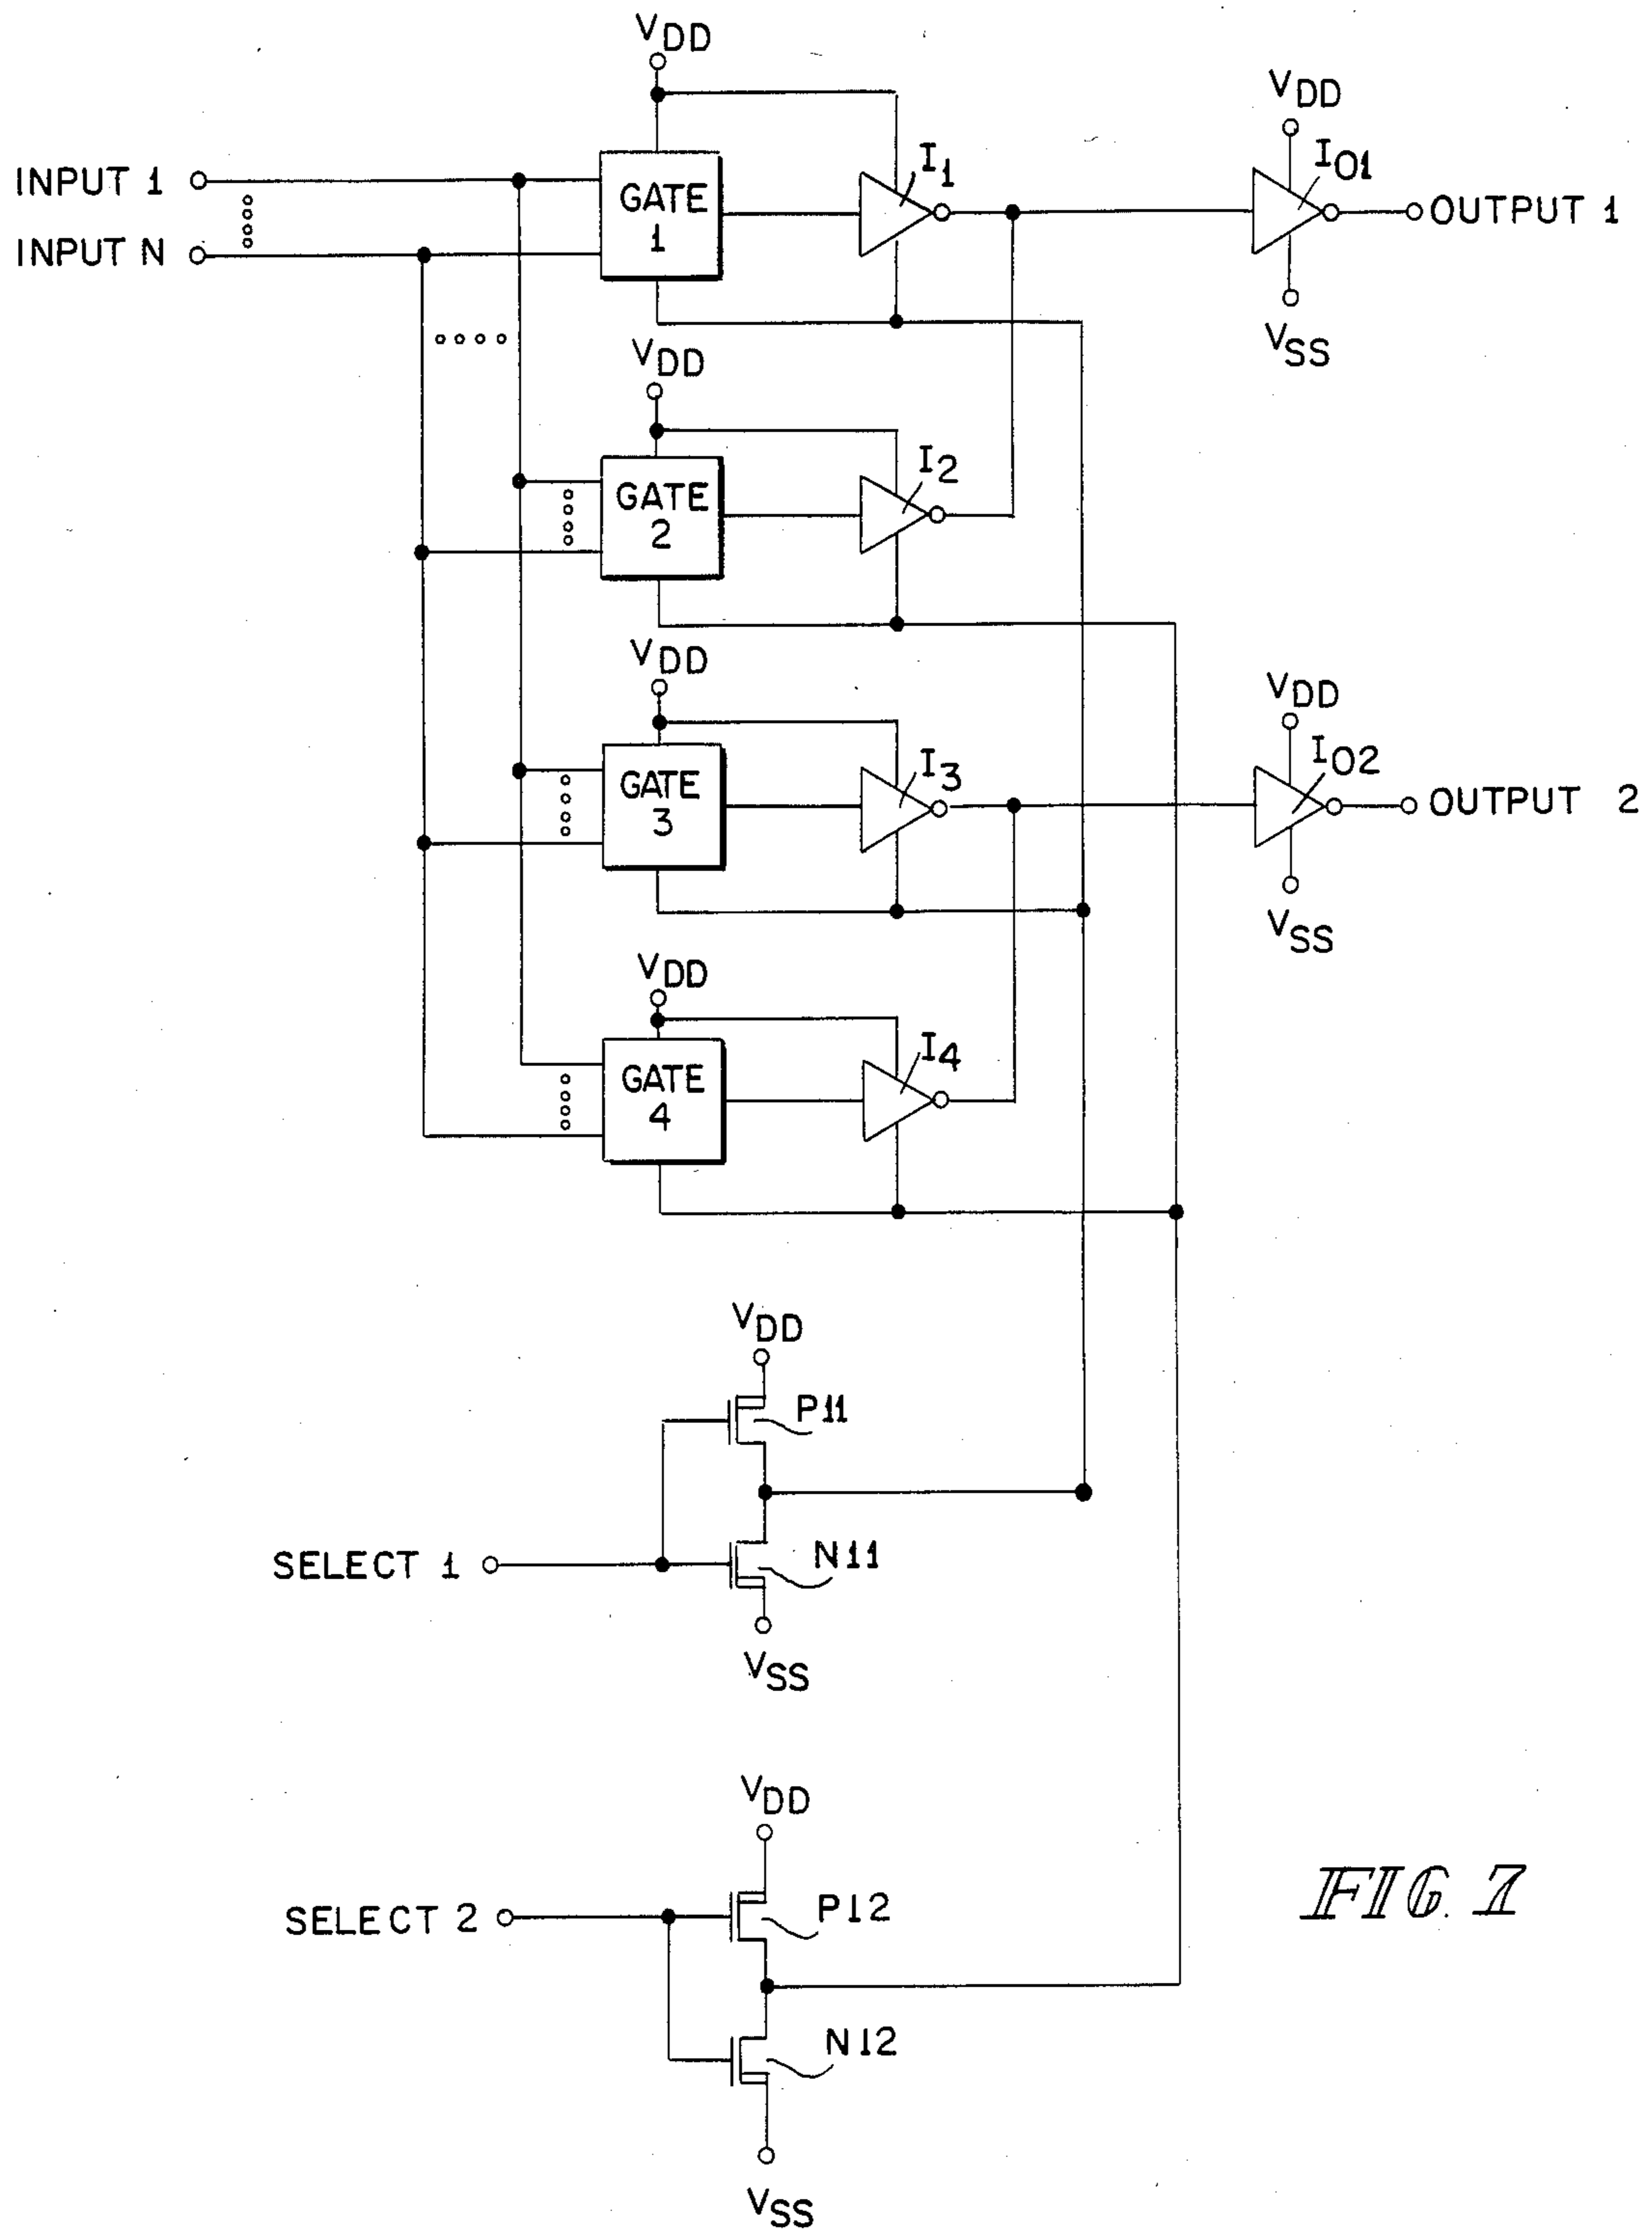 VDD
VDD
INPUT 1
GATE 1
I1
IO1
OUTPUT 1
INPUT N
VSS
VDD
GATE 2
I2
VDD
VDD
GATE 3
I3
IO2
OUTPUT 2
VSS
VDD
GATE 4
I4
VDD
P11
SELECT 1
N11
VSS
VDD
SELECT 2
P12
N12
VSS
FIG. 7